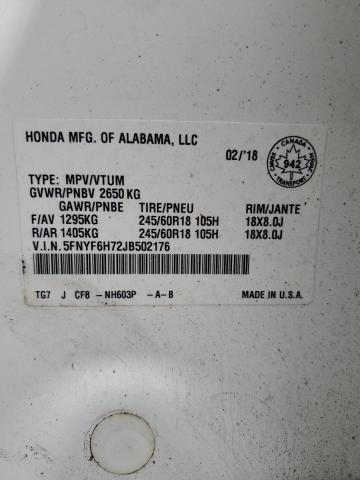 HONDA MFG. OF ALABAMA, LLC
02/'18
CANADA
942
TRANSPORT
TYPE: MPV/VTUM
GVWR/PNBV 2650KG
GAWR/PNBE TIRE/PNEU RIM/JANTE
F/AV 1295KG 245/60R18 105H 18X8.0J
R/AR 1405KG 245/60R18 105H 18X8.0J
V.I.N. 5FNYF6H72JB502176
TG7 J CF8 -NH603P -A-B MADE IN U.S.A.